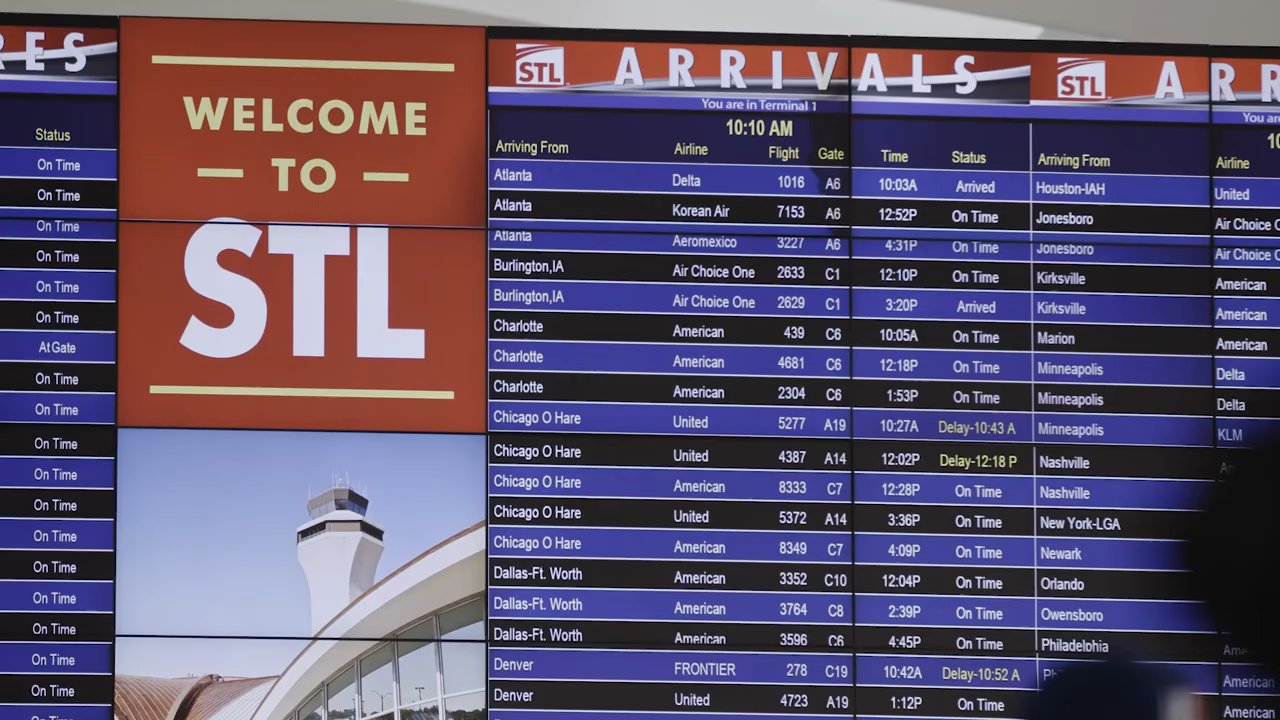 RES
Status
On Time
On Time
On Time
On Time
On Time
On Time
At Gate
On Time
On Time
On Time
On Time
On Time
On Time
On Time
On Time
On Time
On Time
On Time
WELCOME
TO
STL
STL ARRIVALS
You are in Terminal 1
10:10 AM
Arriving From Airline Flight Gate Time Status
Atlanta Delta 1016 A6 10:03A Arrived
Atlanta Korean Air 7153 A6 12:52P On Time
Atlanta Aeromexico 3227 A6 4:31P On Time
Burlington,IA Air Choice One 2633 C1 12:10P On Time
Burlington,IA Air Choice One 2629 C1 3:20P Arrived
Charlotte American 439 C6 10:05A On Time
Charlotte American 4681 C6 12:18P On Time
Charlotte American 2304 C6 1:53P On Time
Chicago O Hare United 5277 A19 10:27A Delay-10:43 A
Chicago O Hare United 4387 A14 12:02P Delay-12:18 P
Chicago O Hare American 8333 C7 12:28P On Time
Chicago O Hare United 5372 A14 3:36P On Time
Chicago O Hare American 8349 C7 4:09P On Time
Dallas-Ft. Worth American 3352 C10 12:04P On Time
Dallas-Ft. Worth American 3764 C8 2:39P On Time
Dallas-Ft. Worth American 3596 C6 4:45P On Time
Denver FRONTIER 278 C19 10:42A Delay-10:52 A
Denver United 4723 A19 1:12P On Time
STL ARR
You are
10
Arriving From Airline
Houston-IAH United
Jonesboro Air Choice O
Jonesboro Air Choice O
Kirksville American
Kirksville American
Marion American
Minneapolis Delta
Minneapolis Delta
Minneapolis KLM
Nashville
Nashville
New York-LGA
Newark
Orlando
Owensboro
Philadelphia
American
American